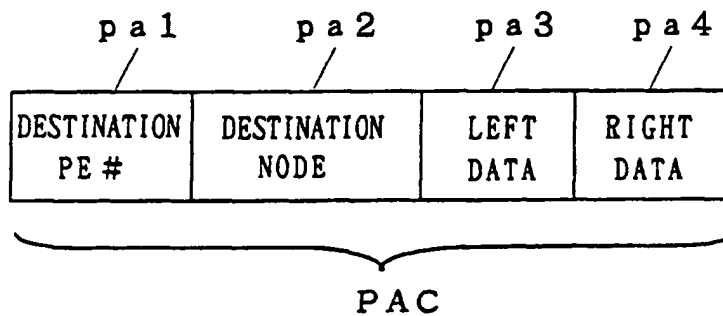 pa1 pa2 pa3 pa4
DESTINATION PE# DESTINATION NODE LEFT DATA RIGHT DATA
PAC